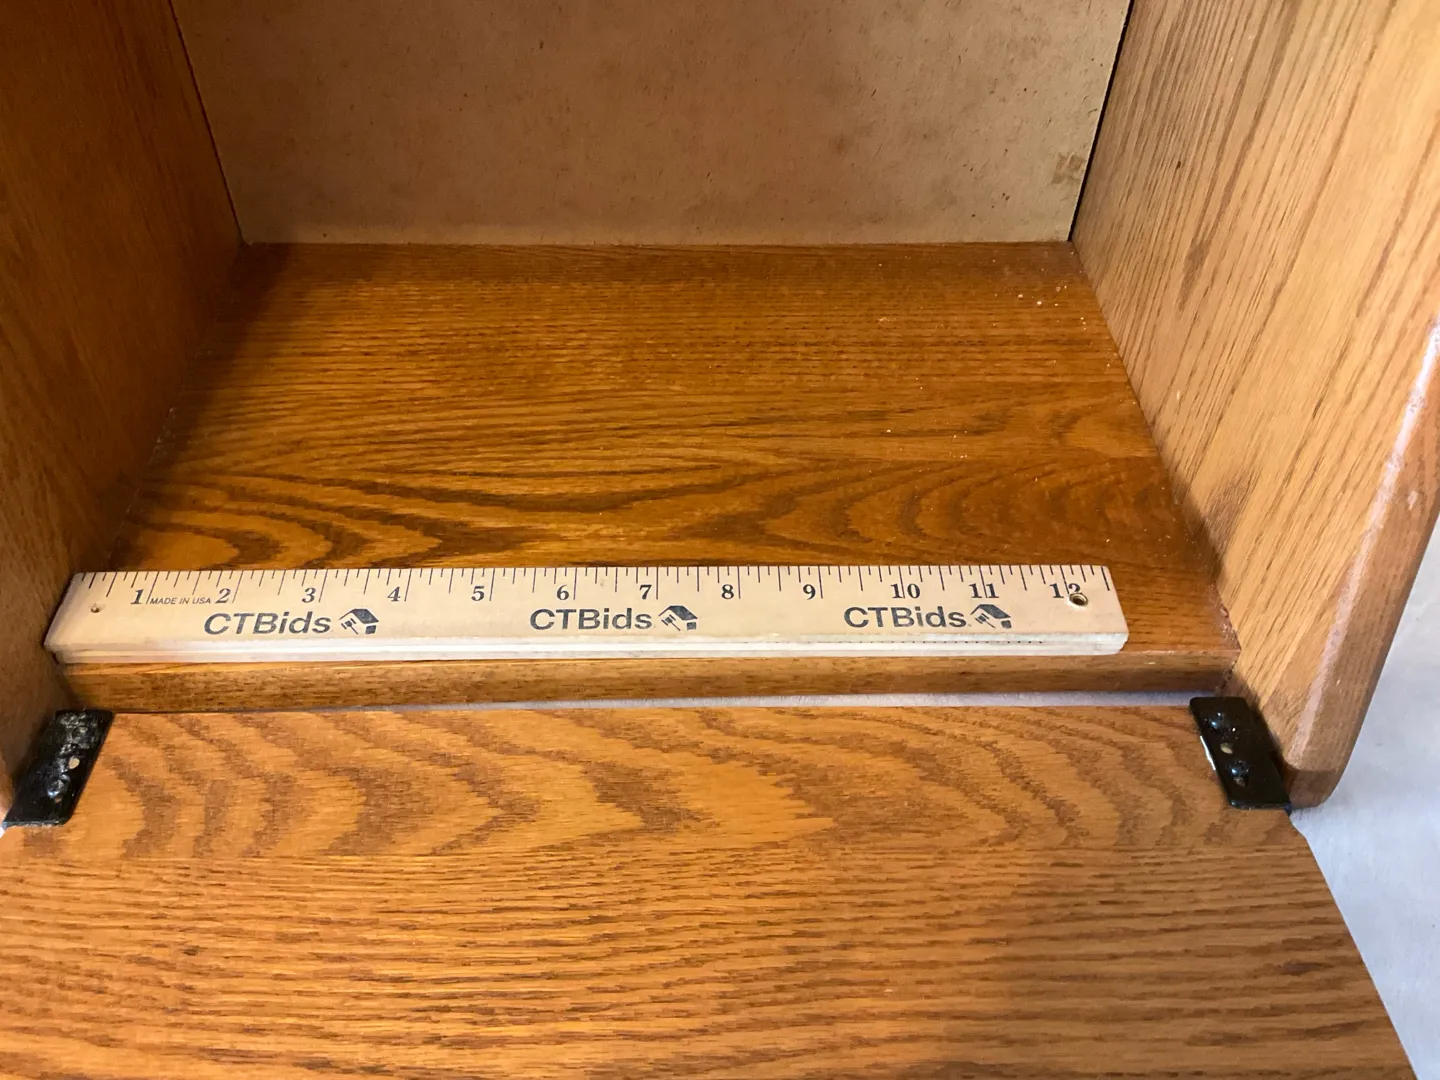 1 MADE IN USA 2 3 4 5 6 7 8 9 10 11 12
CTBids CTBids CTBids